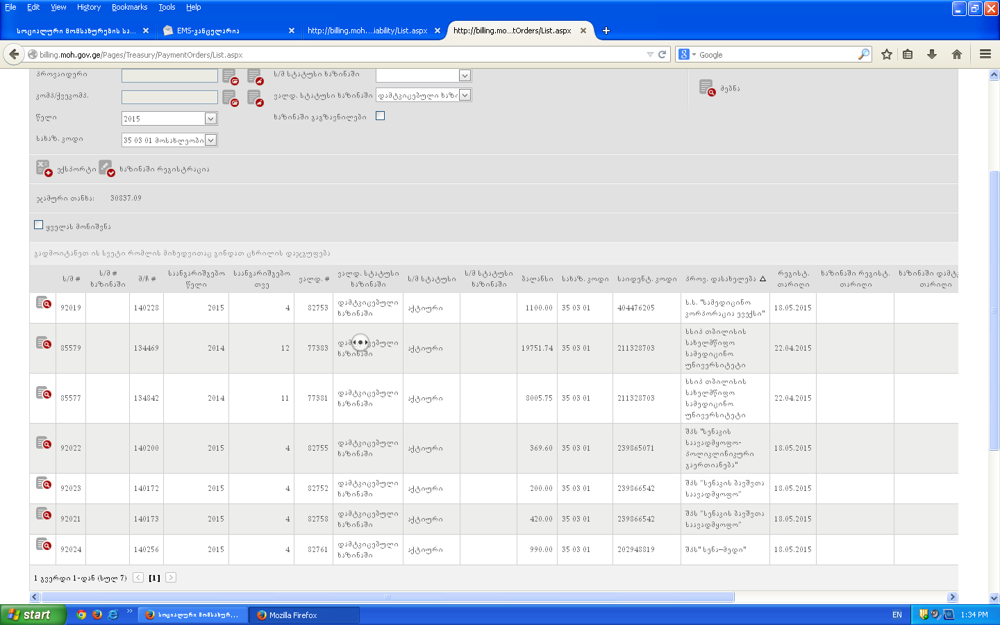 File Edit View History Bookmarks Tools Help
სოციალური მომსახურების სა...
EMS-კანცელარია
http://billing.moh....iability/List.aspx
http://billing.mo...tOrders/List.aspx
billing.moh.gov.ge/Pages/Treasury/PaymentOrders/List.aspx
Google
პროვაიდერი
ს/მ სტატუსი ხაზინაში
კომპ/ქვეკომპ.
ვალდ. სტატუსი ხაზინაში
დამტკიცებული ხაზი
ძებნა
წელი
2015
ხაზინაში გაგზავნილები
სახაზ. კოდი
35 03 01 მოსახლეობი
ექსპორტი
ხაზინაში რეგისტრაცია
ჯამური თანხა: 30837.09
ყველას მონიშვნა
გადმოიტანეთ ის სვეტი რომლის მიხედვითაც გინდათ ცხრილის დაჯგუფება
ს/მ # ს/მ # ხაზინაში მ/ჩ # საანგარიშგებო წელი საანგარიშგებო თვე ვალდ. # ვალდ. სტატუსი ხაზინაში ს/მ სტატუსი ს/მ სტატუსი ხაზინაში ბალანსი სახაზ. კოდი საიდენტ. კოდი პროვ. დასახელება რეგისტ. თარიღი ხაზინაში რეგისტ. თარიღი ხაზინაში დამტკ თარიღი
92019 140228 2015 4 82753 დამტკიცებული ხაზინაში აქტიური 1100.00 35 03 01 404476205 ს.ს. "სამედიცინო კორპორაცია ევექსი" 18.05.2015
85579 134469 2014 12 77383 დამტკიცებული ხაზინაში აქტიური 19751.74 35 03 01 211328703 სსიპ თბილისის სახელმწიფო სამედიცინო უნივერსიტეტი 22.04.2015
85577 134842 2014 11 77381 დამტკიცებული ხაზინაში აქტიური 8005.75 35 03 01 211328703 სსიპ თბილისის სახელმწიფო სამედიცინო უნივერსიტეტი 22.04.2015
92022 140200 2015 4 82755 დამტკიცებული ხაზინაში აქტიური 369.60 35 03 01 239865071 შპს "სენაკის საავადმყოფო-პოლიკლინიკური გაერთიანება" 18.05.2015
92023 140172 2015 4 82752 დამტკიცებული ხაზინაში აქტიური 200.00 35 03 01 239866542 შპს "სენაკის ბავშვთა საავადმყოფო" 18.05.2015
92021 140173 2015 4 82758 დამტკიცებული ხაზინაში აქტიური 420.00 35 03 01 239866542 შპს "სენაკის ბავშვთა საავადმყოფო" 18.05.2015
92024 140256 2015 4 82761 დამტკიცებული ხაზინაში აქტიური 990.00 35 03 01 202948819 შპს" სენა–მედი" 18.05.2015
1 გვერდი 1-დან (სულ 7) [1]
start
სოციალური მომსახურ...
Mozilla Firefox
EN
1:34 PM